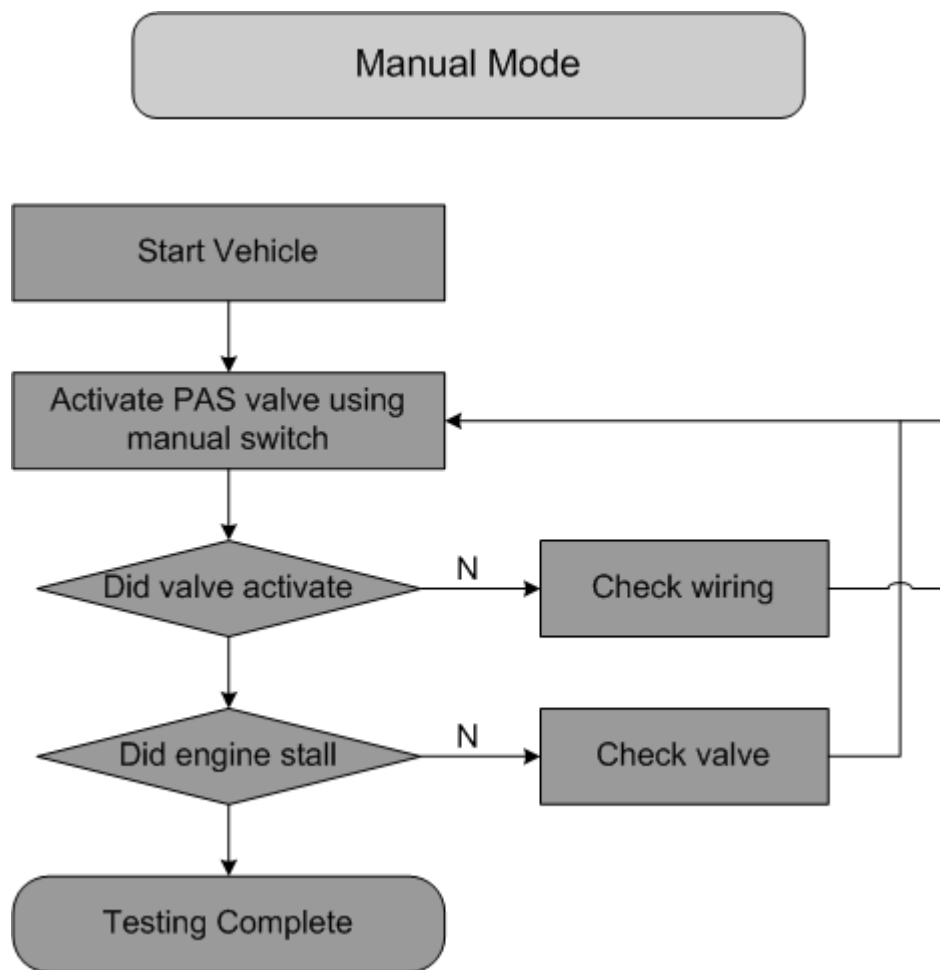 Manual Mode
Start Vehicle
Activate PAS valve using
manual switch
Did valve activate
N
Check wiring
Did engine stall
N
Check valve
Testing Complete